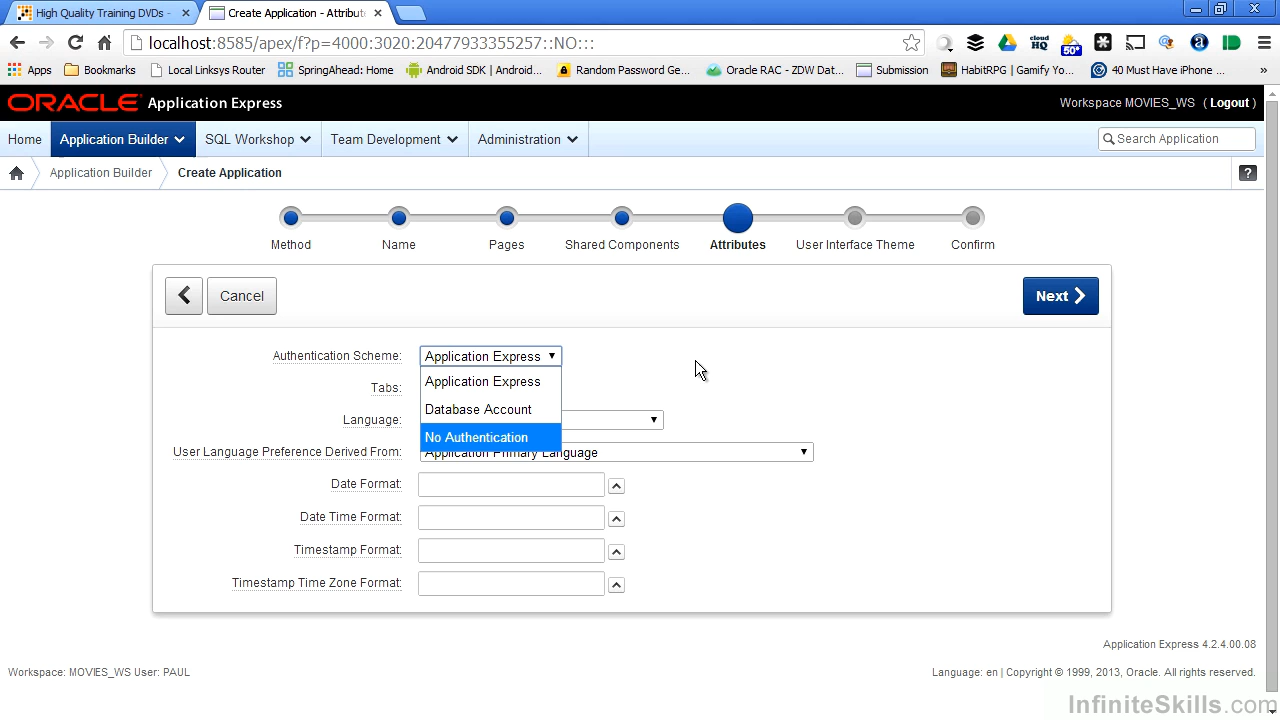 High Quality Training DVDs -
Create Application - Attribut
localhost:8585/apex/f?p=4000:3020:20477933355257::NO:::
cloud HQ
50°
Apps
Bookmarks
Local Linksys Router
SpringAhead: Home
Android SDK | Android...
Random Password Ge...
Oracle RAC - ZDW Dat...
Submission
HabitRPG | Gamify Yo...
40 Must Have iPhone ...
»
ORACLE Application Express
Workspace MOVIES_WS ( Logout )
Home
Application Builder
SQL Workshop
Team Development
Administration
Search Application
Application Builder
Create Application
?
Method
Name
Pages
Shared Components
Attributes
User Interface Theme
Confirm
Cancel
Next
Authentication Scheme:
Application Express
Application Express
Tabs:
Database Account
Language:
No Authentication
User Language Preference Derived From:
Application Primary Language
Date Format:
Date Time Format:
Timestamp Format:
Timestamp Time Zone Format:
Application Express 4.2.4.00.08
Workspace: MOVIES_WS User: PAUL
Language: en | Copyright © 1999, 2013, Oracle. All rights reserved.
InfiniteSkills.com